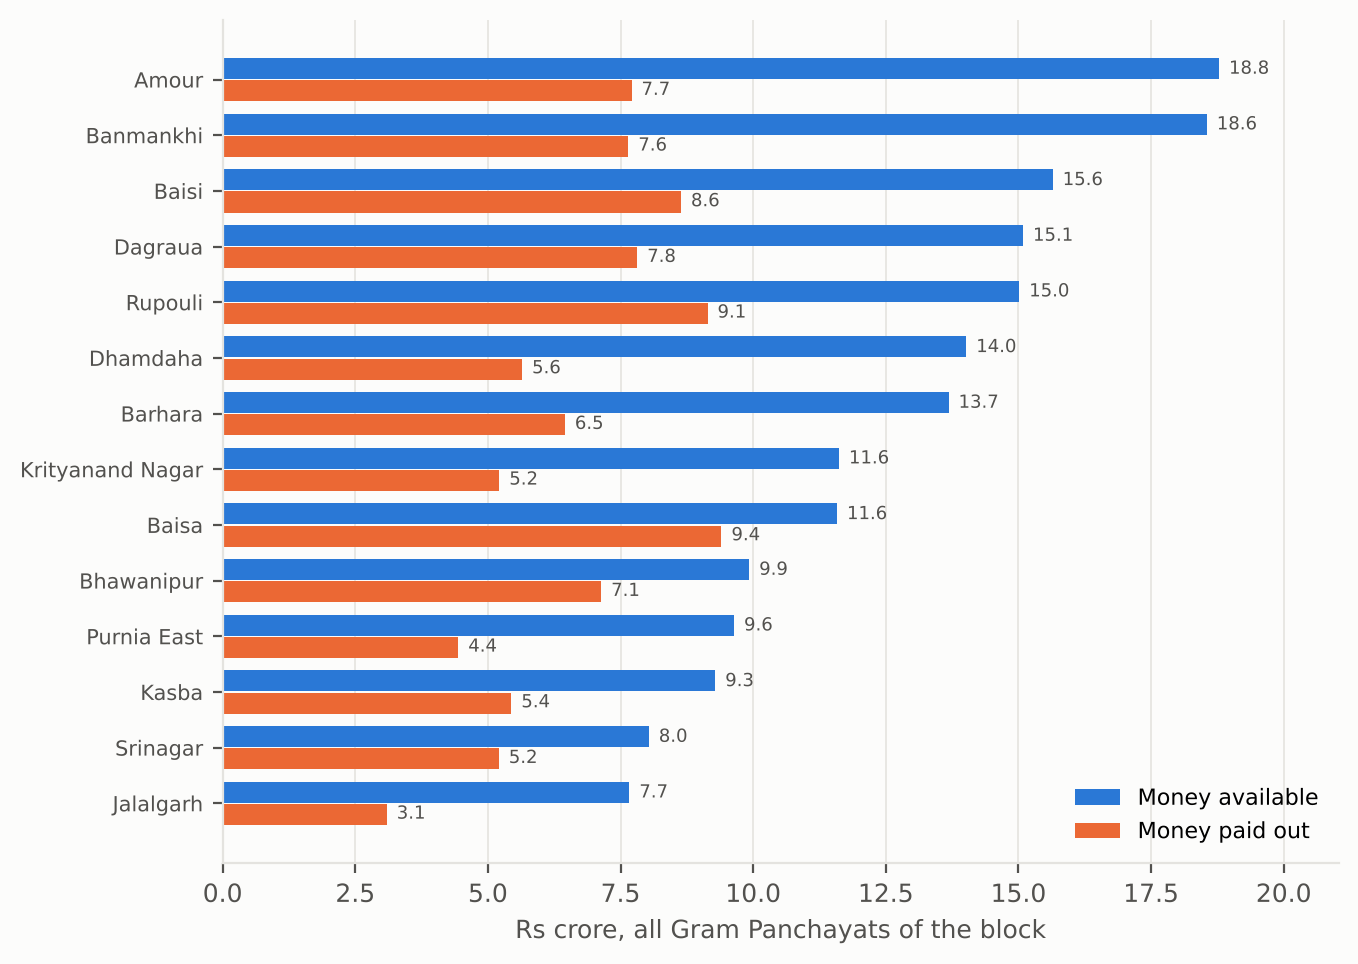 Amour 18.8
7.7
Banmankhi 18.6
7.6
Baisi 15.6
8.6
Dagraua 15.1
7.8
Rupouli 15.0
9.1
Dhamdaha 14.0
5.6
Barhara 13.7
6.5
Krityanand Nagar 11.6
5.2
Baisa 11.6
9.4
Bhawanipur 9.9
7.1
Purnia East 9.6
4.4
Kasba 9.3
5.4
Srinagar 8.0
5.2
Jalalgarh 7.7
3.1
Money available
Money paid out
0.0 2.5 5.0 7.5 10.0 12.5 15.0 17.5 20.0
Rs crore, all Gram Panchayats of the block